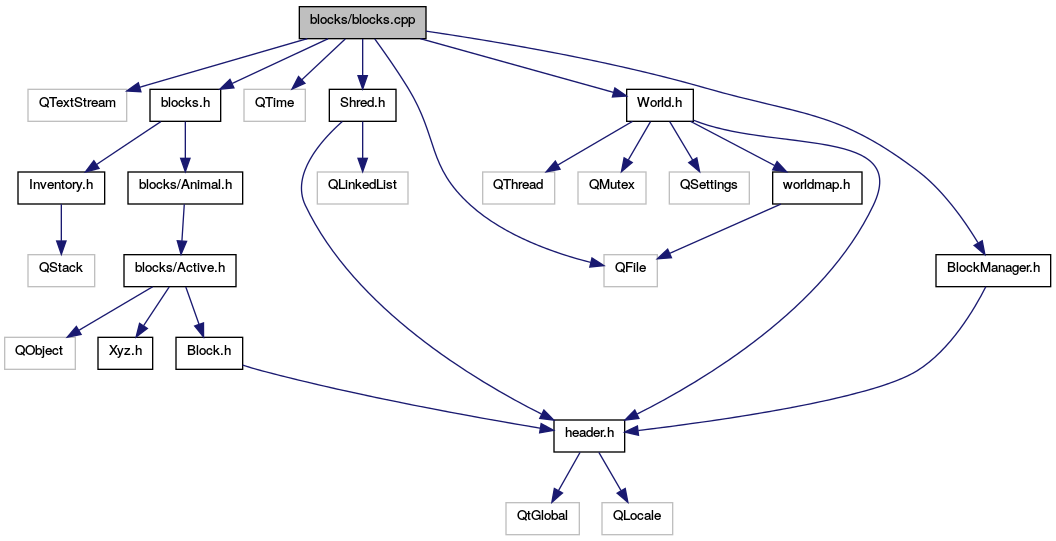 blocks/blocks.cpp
QTextStream
blocks.h
QTime
Shred.h
World.h
Inventory.h
blocks/Animal.h
QLinkedList
QThread
QMutex
QSettings
worldmap.h
QStack
blocks/Active.h
QFile
BlockManager.h
QObject
Xyz.h
Block.h
header.h
QtGlobal
QLocale